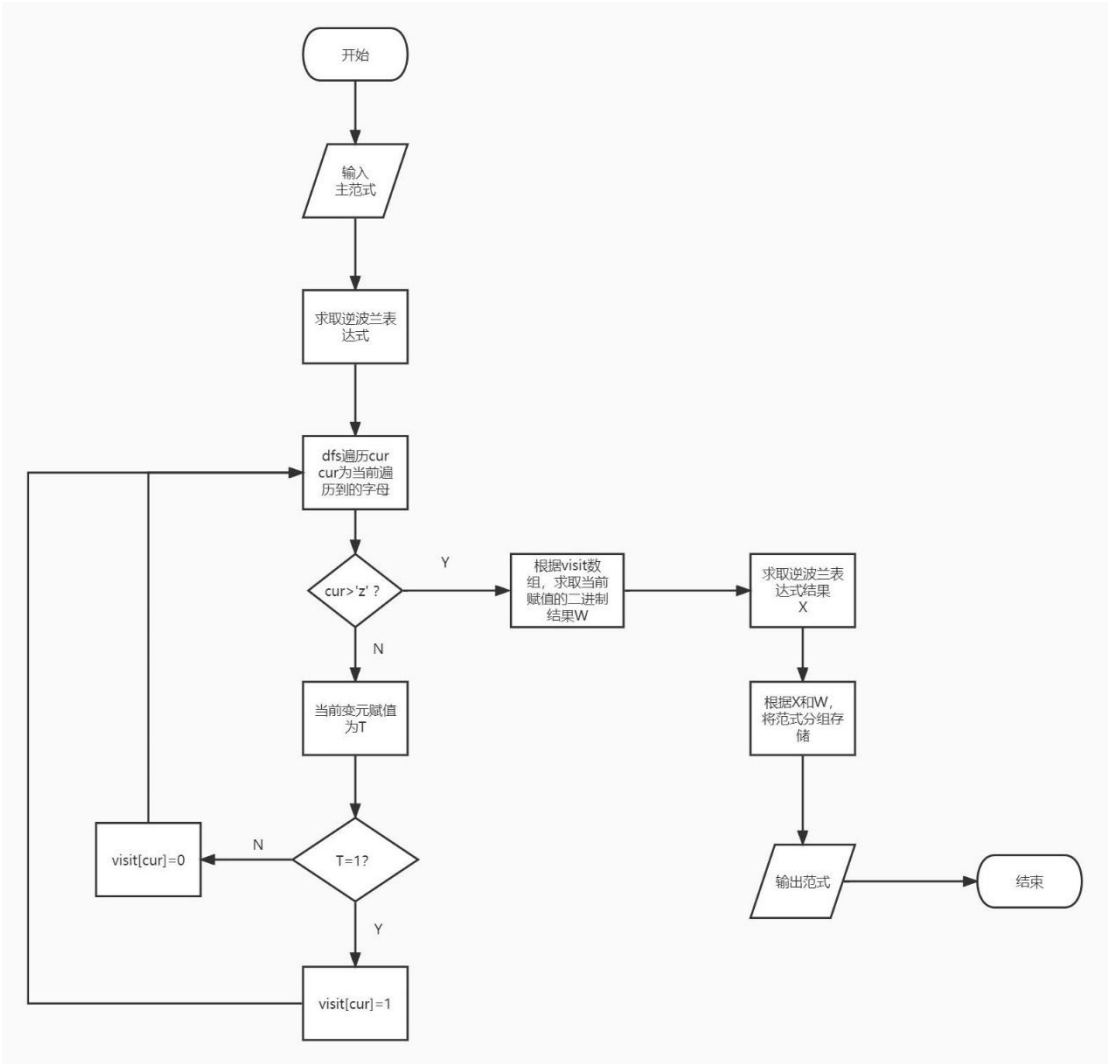 开始
输入
主范式
求取逆波兰表
达式
dfs遍历cur
cur为当前遍
历到的字母
cur>'z' ?
Y
根据visit数
组，求取当前
赋值的二进制
结果W
求取逆波兰表
达式结果
X
N
当前变元赋值
为T
根据X和W,
将范式分组存
储
T=1?
N
visit[cur]=0
Y
visit[cur]=1
输出范式
结束